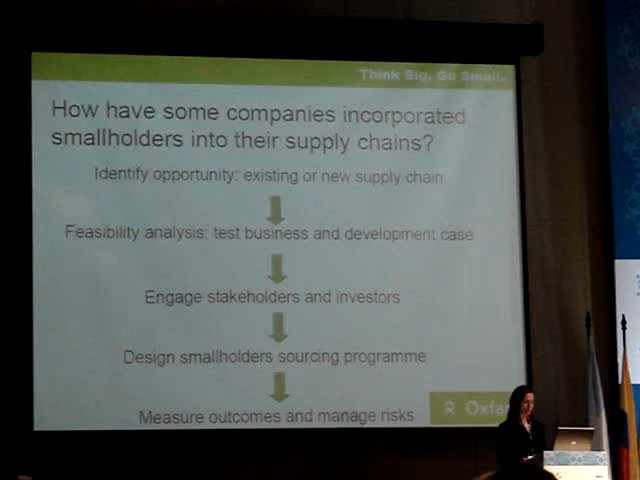 Think Big. Go Small.
How have some companies incorporated
smallholders into their supply chains?
Identify opportunity: existing or new supply chain
Feasibility analysis: test business and development case
Engage stakeholders and investors
Design smallholders sourcing programme
Measure outcomes and manage risks
Oxfa